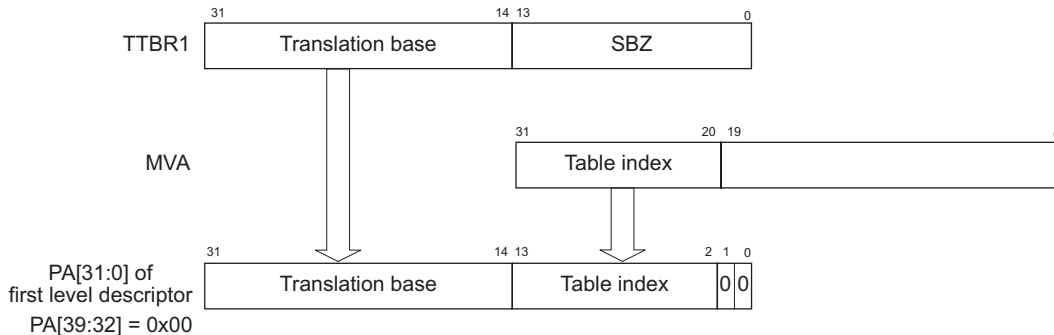 31 14 13 0
TTBR1 Translation base SBZ
31 20 19
MVA Table index
31 14 13 2 1 0
PA[31:0] of
first level descriptor
Translation base Table index 0 0
PA[39:32] = 0x00